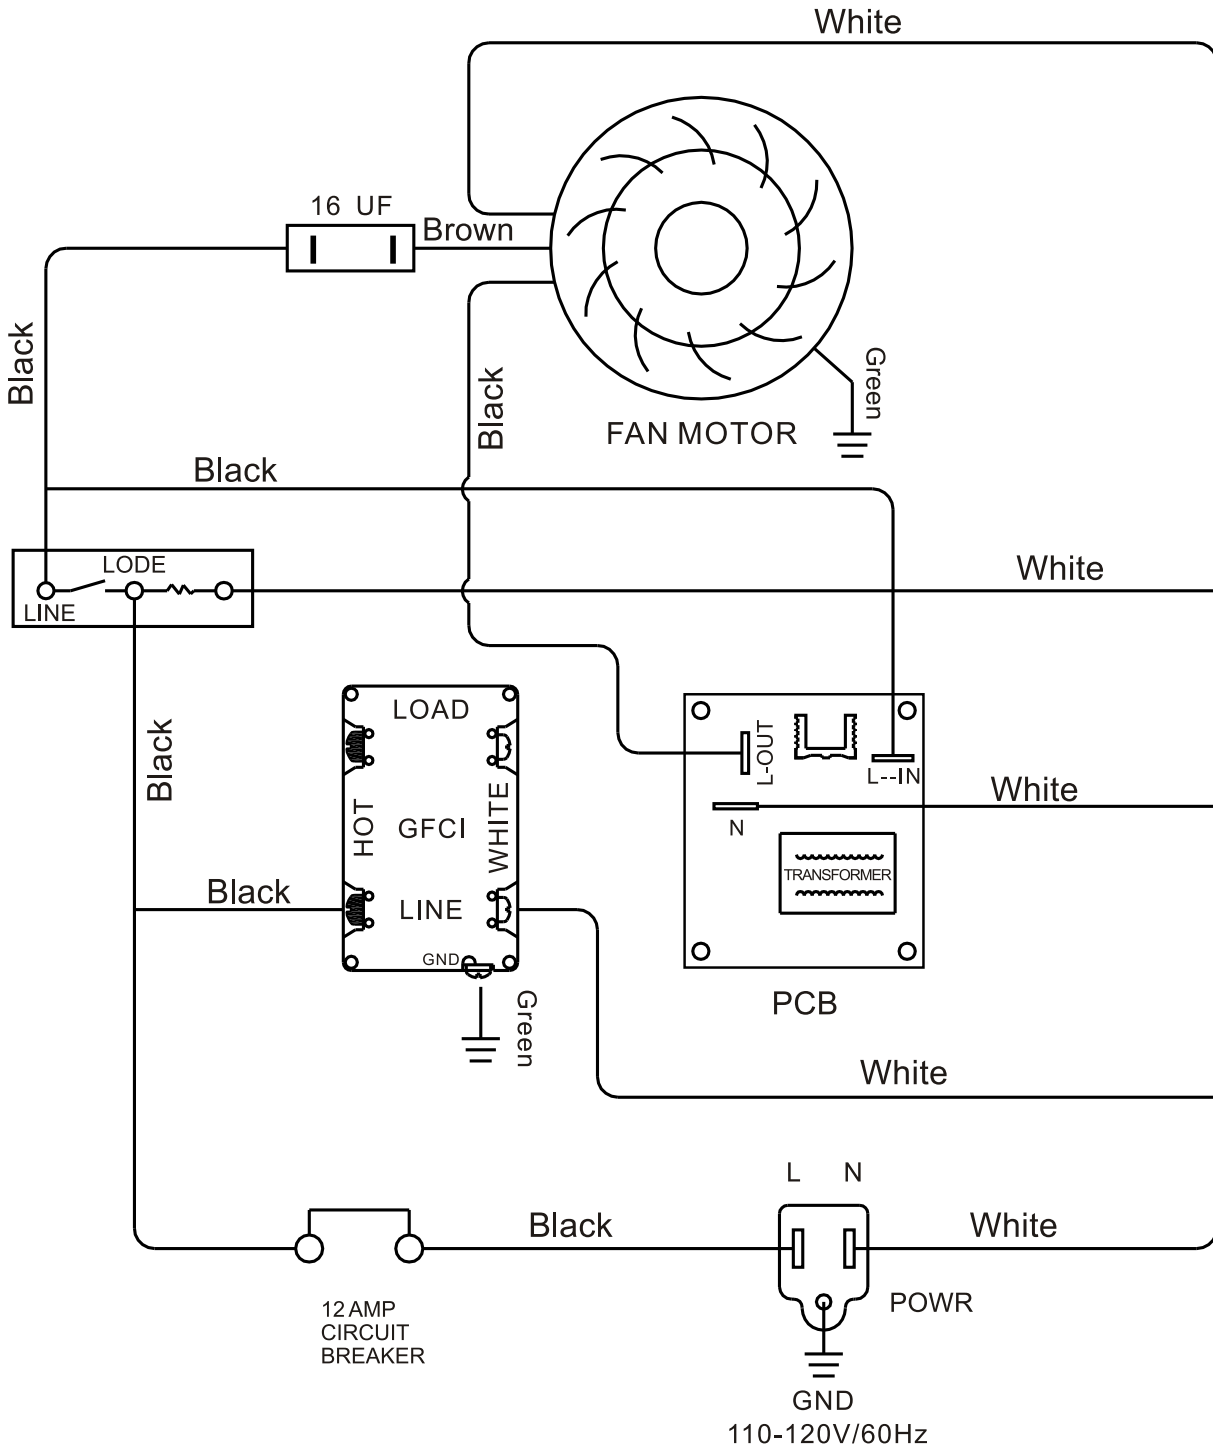 White
16 UF
Brown
Black
Black
Green
FAN MOTOR
Black
LODE
LINE
White
LOAD
HOT
GFCI
WHITE
LINE
GND
Green
Black
Black
L-OUT
L--IN
N
White
TRANSFORMER
PCB
White
L N
Black
White
POWR
12 AMP
CIRCUIT
BREAKER
GND
110-120V/60Hz